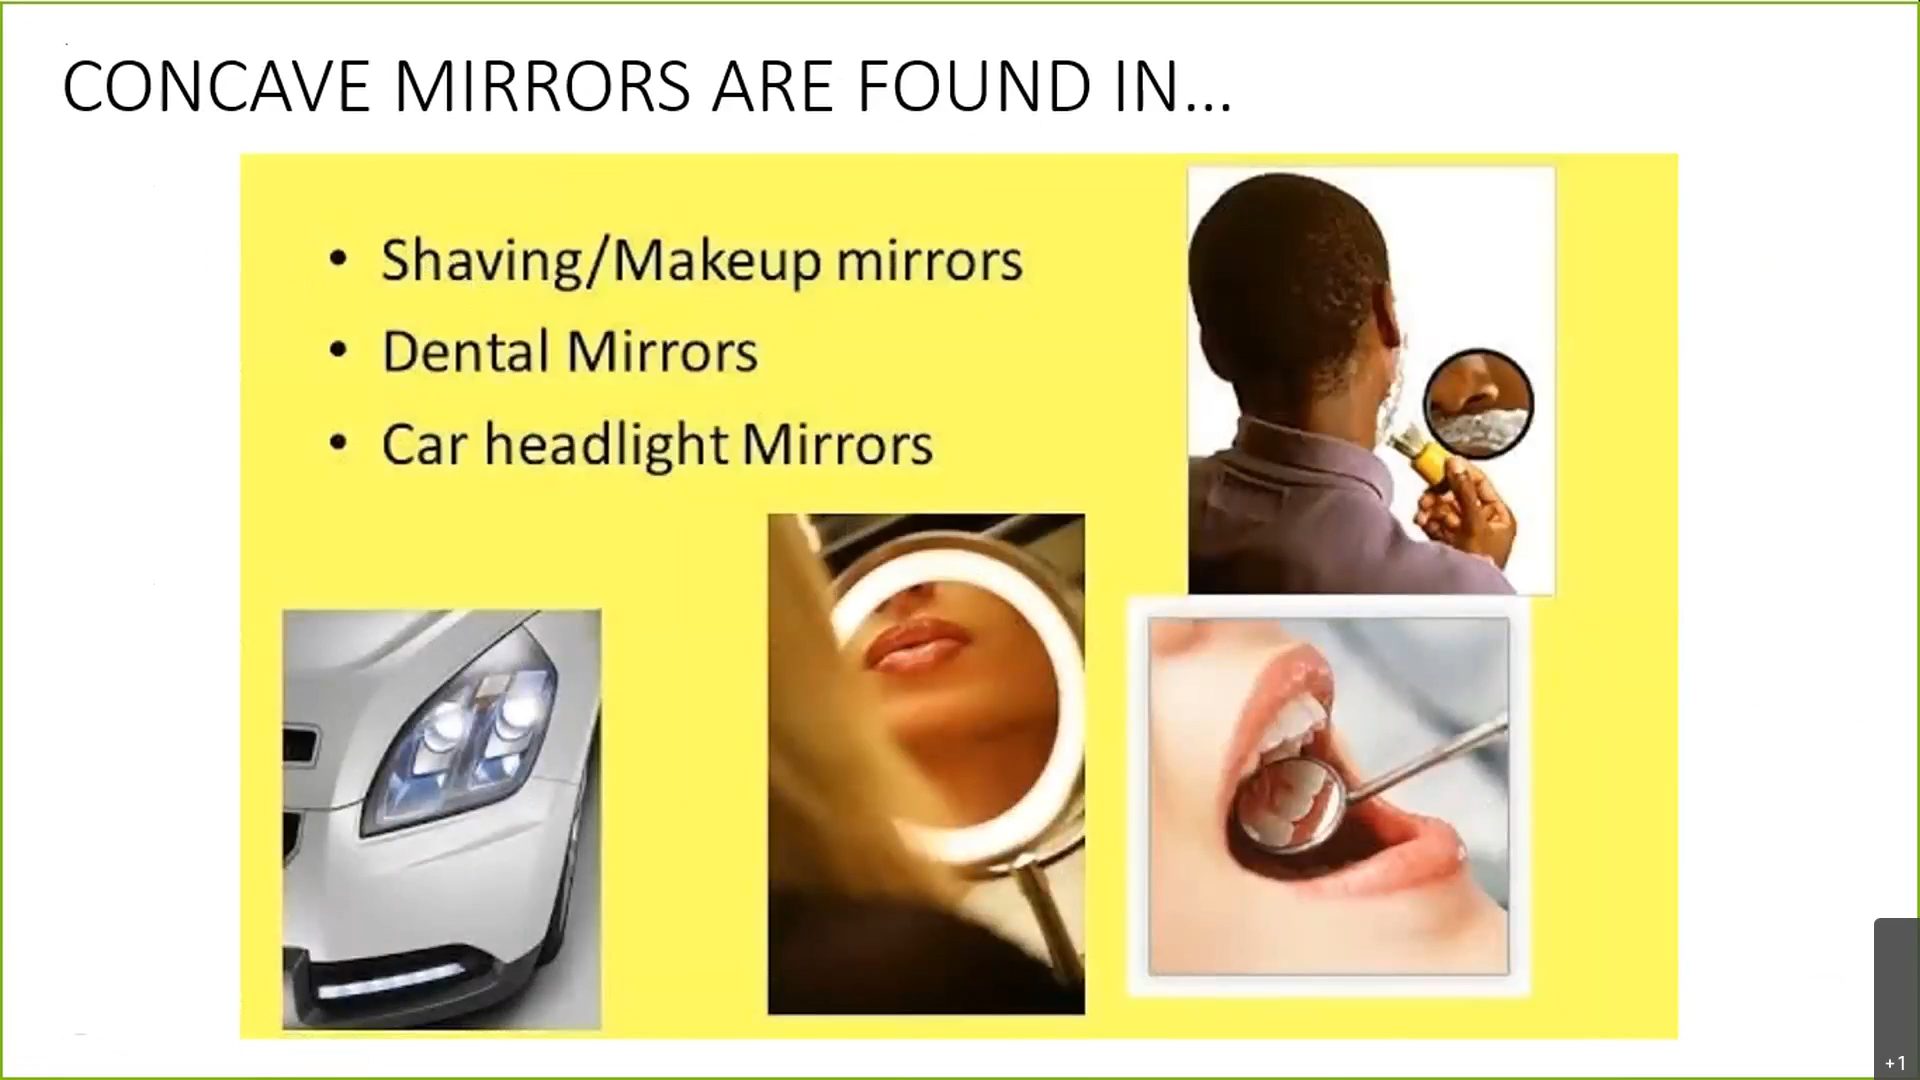 CONCAVE MIRRORS ARE FOUND IN...
• Shaving/Makeup mirrors
• Dental Mirrors
• Car headlight Mirrors
+1